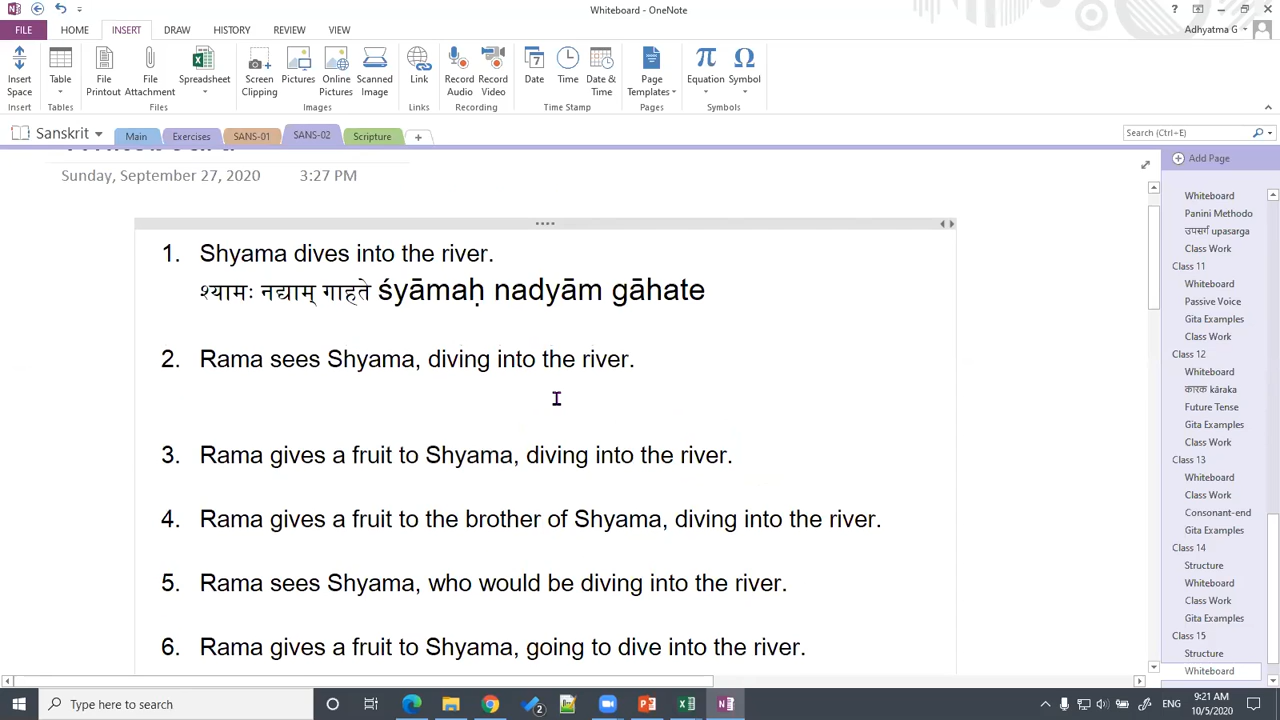 Whiteboard - OneNote
Adhyatma G
FILE HOME INSERT DRAW HISTORY REVIEW VIEW
Insert Space
Table
File Printout
File Attachment
Spreadsheet
Screen Clipping
Pictures
Online Pictures
Scanned Image
Link
Record Audio
Record Video
Date
Time
Date & Time
Page Templates
Equation
Symbol
Insert Tables Files Images Links Recording Time Stamp Pages Symbols
Sanskrit Main Exercises SANS-01 SANS-02 Scripture
Search (Ctrl+E)
Sunday, September 27, 2020 3:27 PM
1. Shyama dives into the river.
श्यामः नद्याम् गाहते śyāmaḥ nadyām gāhate
2. Rama sees Shyama, diving into the river.
3. Rama gives a fruit to Shyama, diving into the river.
4. Rama gives a fruit to the brother of Shyama, diving into the river.
5. Rama sees Shyama, who would be diving into the river.
6. Rama gives a fruit to Shyama, going to dive into the river.
Add Page
Whiteboard
Panini Methodo
उपसर्ग upasarga
Class Work
Class 11
Whiteboard
Passive Voice
Gita Examples
Class Work
Class 12
Whiteboard
कारक kāraka
Future Tense
Gita Examples
Class Work
Class 13
Whiteboard
Class Work
Consonant-end
Gita Examples
Class 14
Structure
Whiteboard
Class Work
Gita Examples
Class 15
Structure
Whiteboard
Type here to search
2
ENG
9:21 AM
10/5/2020